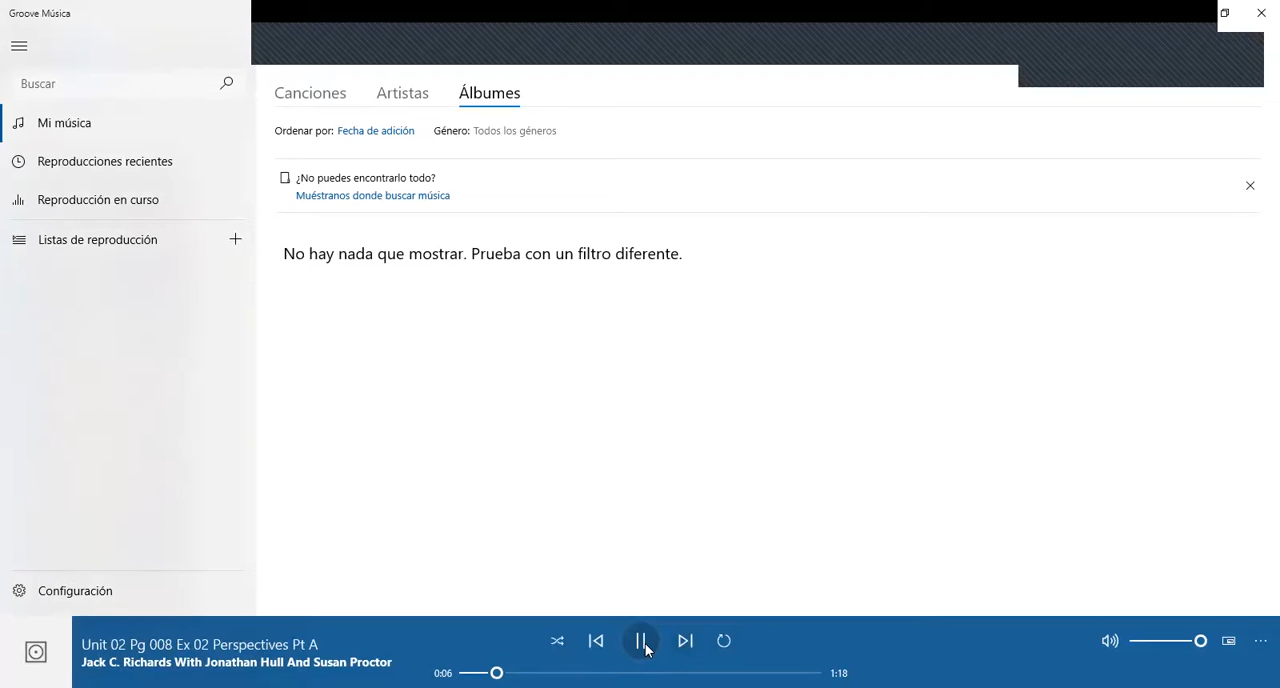 Groove Música
Buscar
Mi música
Reproducciones recientes
Reproducción en curso
Listas de reproducción
Configuración
Canciones Artistas Álbumes
Ordenar por: Fecha de adición Género: Todos los géneros
¿No puedes encontrarlo todo?
Muéstranos donde buscar música
No hay nada que mostrar. Prueba con un filtro diferente.
Unit 02 Pg 008 Ex 02 Perspectives Pt A
Jack C. Richards With Jonathan Hull And Susan Proctor
0:06 1:18